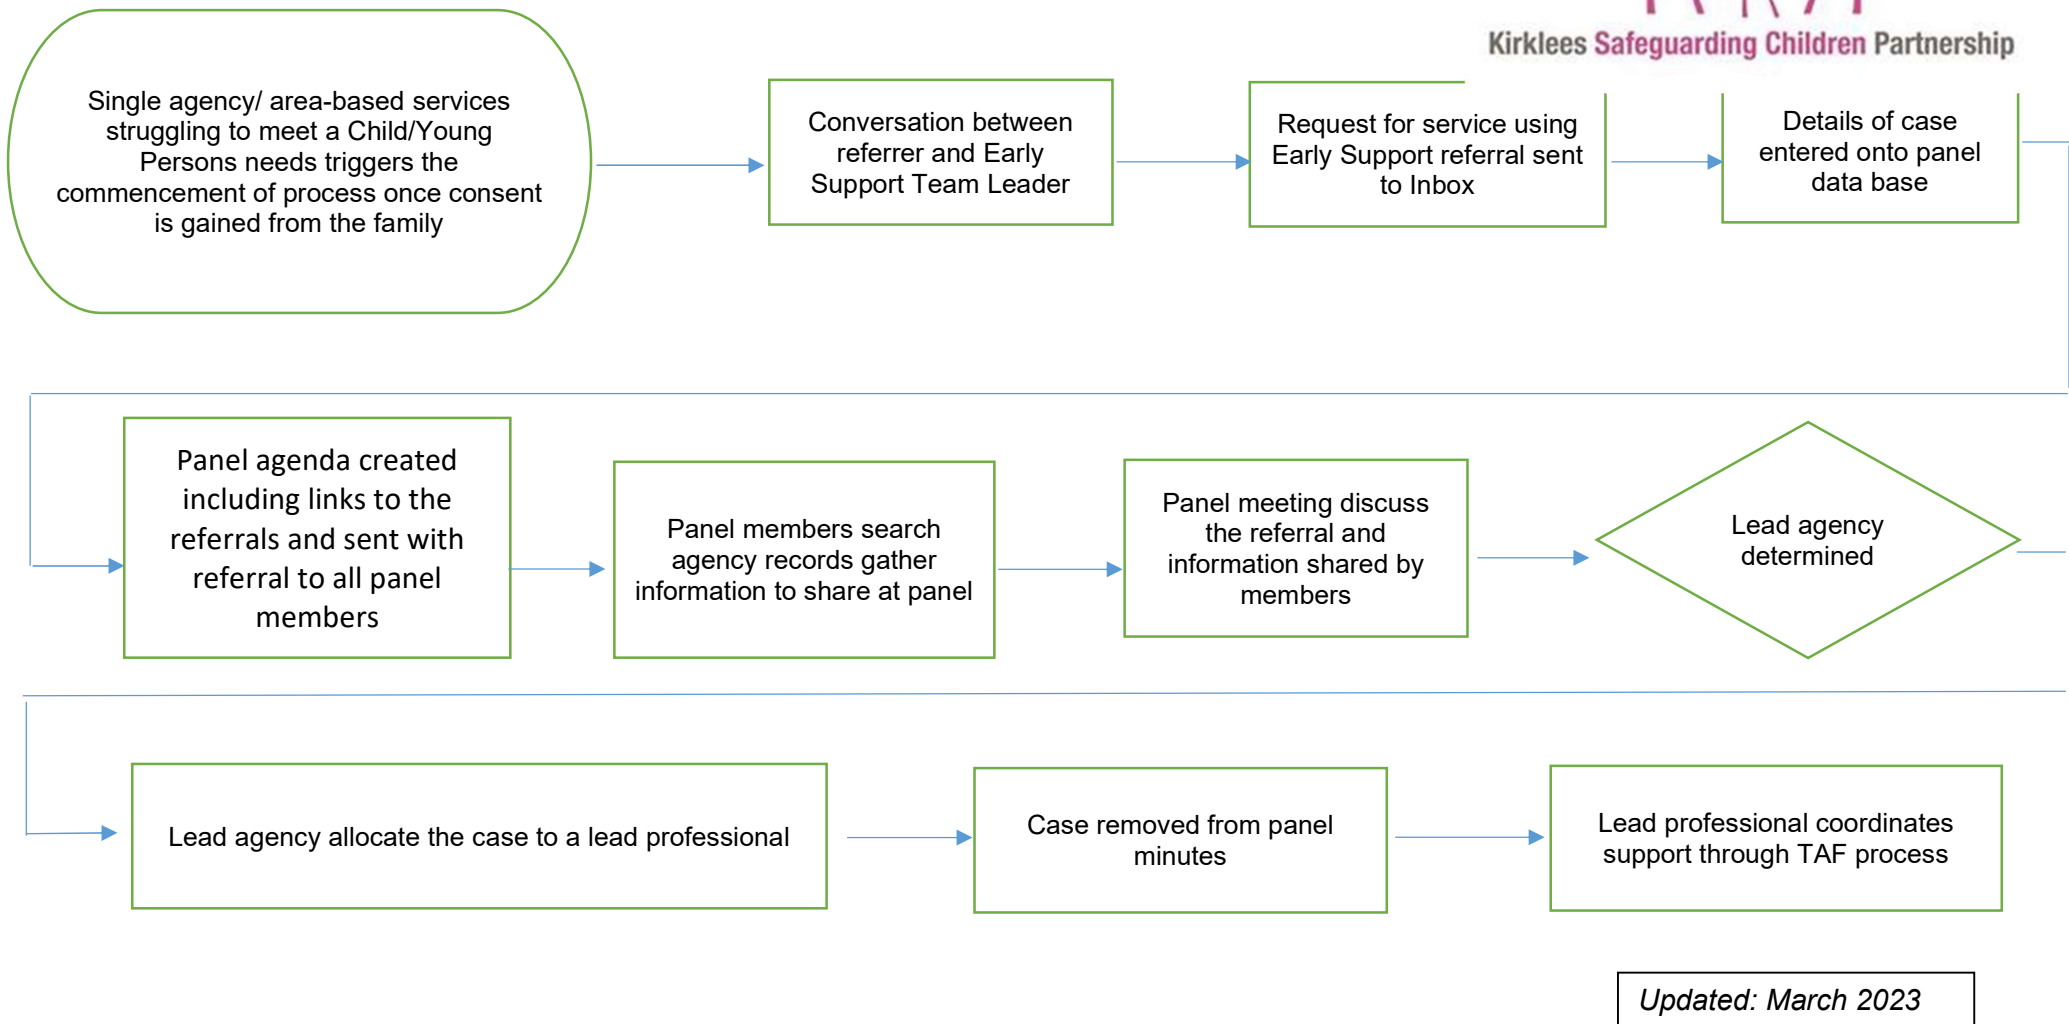 Kirklees Safeguarding Children Partnership
Single agency/ area-based services
struggling to meet a Child/Young
Persons needs triggers the
commencement of process once consent
is gained from the family
Conversation between
referrer and Early
Support Team Leader
Request for service using
Early Support referral sent
to Inbox
Details of case
entered onto panel
data base
Panel agenda created
including links to the
referrals and sent with
referral to all panel
members
Panel members search
agency records gather
information to share at panel
Panel meeting discuss
the referral and
information shared by
members
Lead agency
determined
Lead agency allocate the case to a lead professional
Case removed from panel
minutes
Lead professional coordinates
support through TAF process
Updated: March 2023